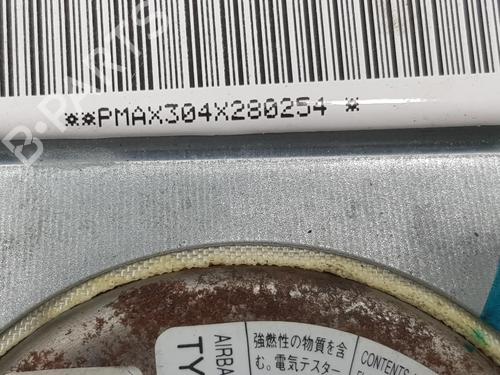 **PMAX304X280254 *
B-PARTS
AIRBA
TY
強燃性の物質を含
む。電気テスター
CONTENTS